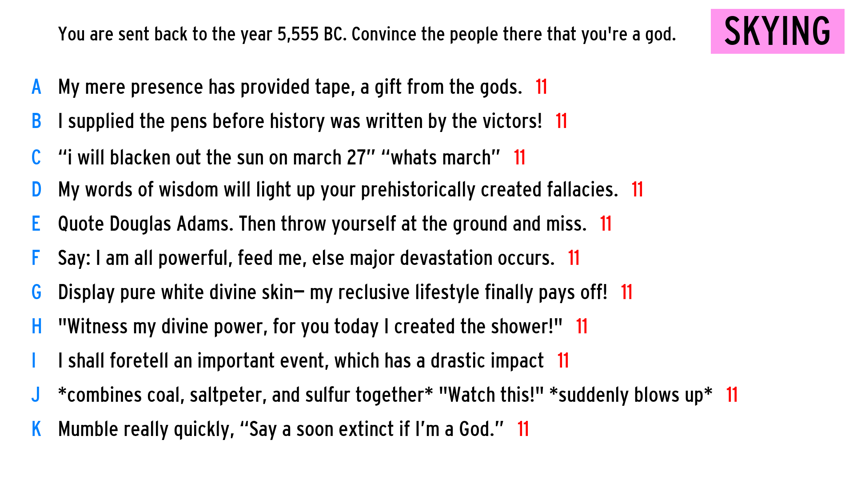 You are sent back to the year 5,555 BC. Convince the people there that you're a god.
SKYING
A My mere presence has provided tape, a gift from the gods. 11
B I supplied the pens before history was written by the victors! 11
C “i will blacken out the sun on march 27” “whats march” 11
D My words of wisdom will light up your prehistorically created fallacies. 11
E Quote Douglas Adams. Then throw yourself at the ground and miss. 11
F Say: I am all powerful, feed me, else major devastation occurs. 11
G Display pure white divine skin— my reclusive lifestyle finally pays off! 11
H "Witness my divine power, for you today I created the shower!" 11
I I shall foretell an important event, which has a drastic impact 11
J *combines coal, saltpeter, and sulfur together* "Watch this!" *suddenly blows up* 11
K Mumble really quickly, “Say a soon extinct if I’m a God.” 11